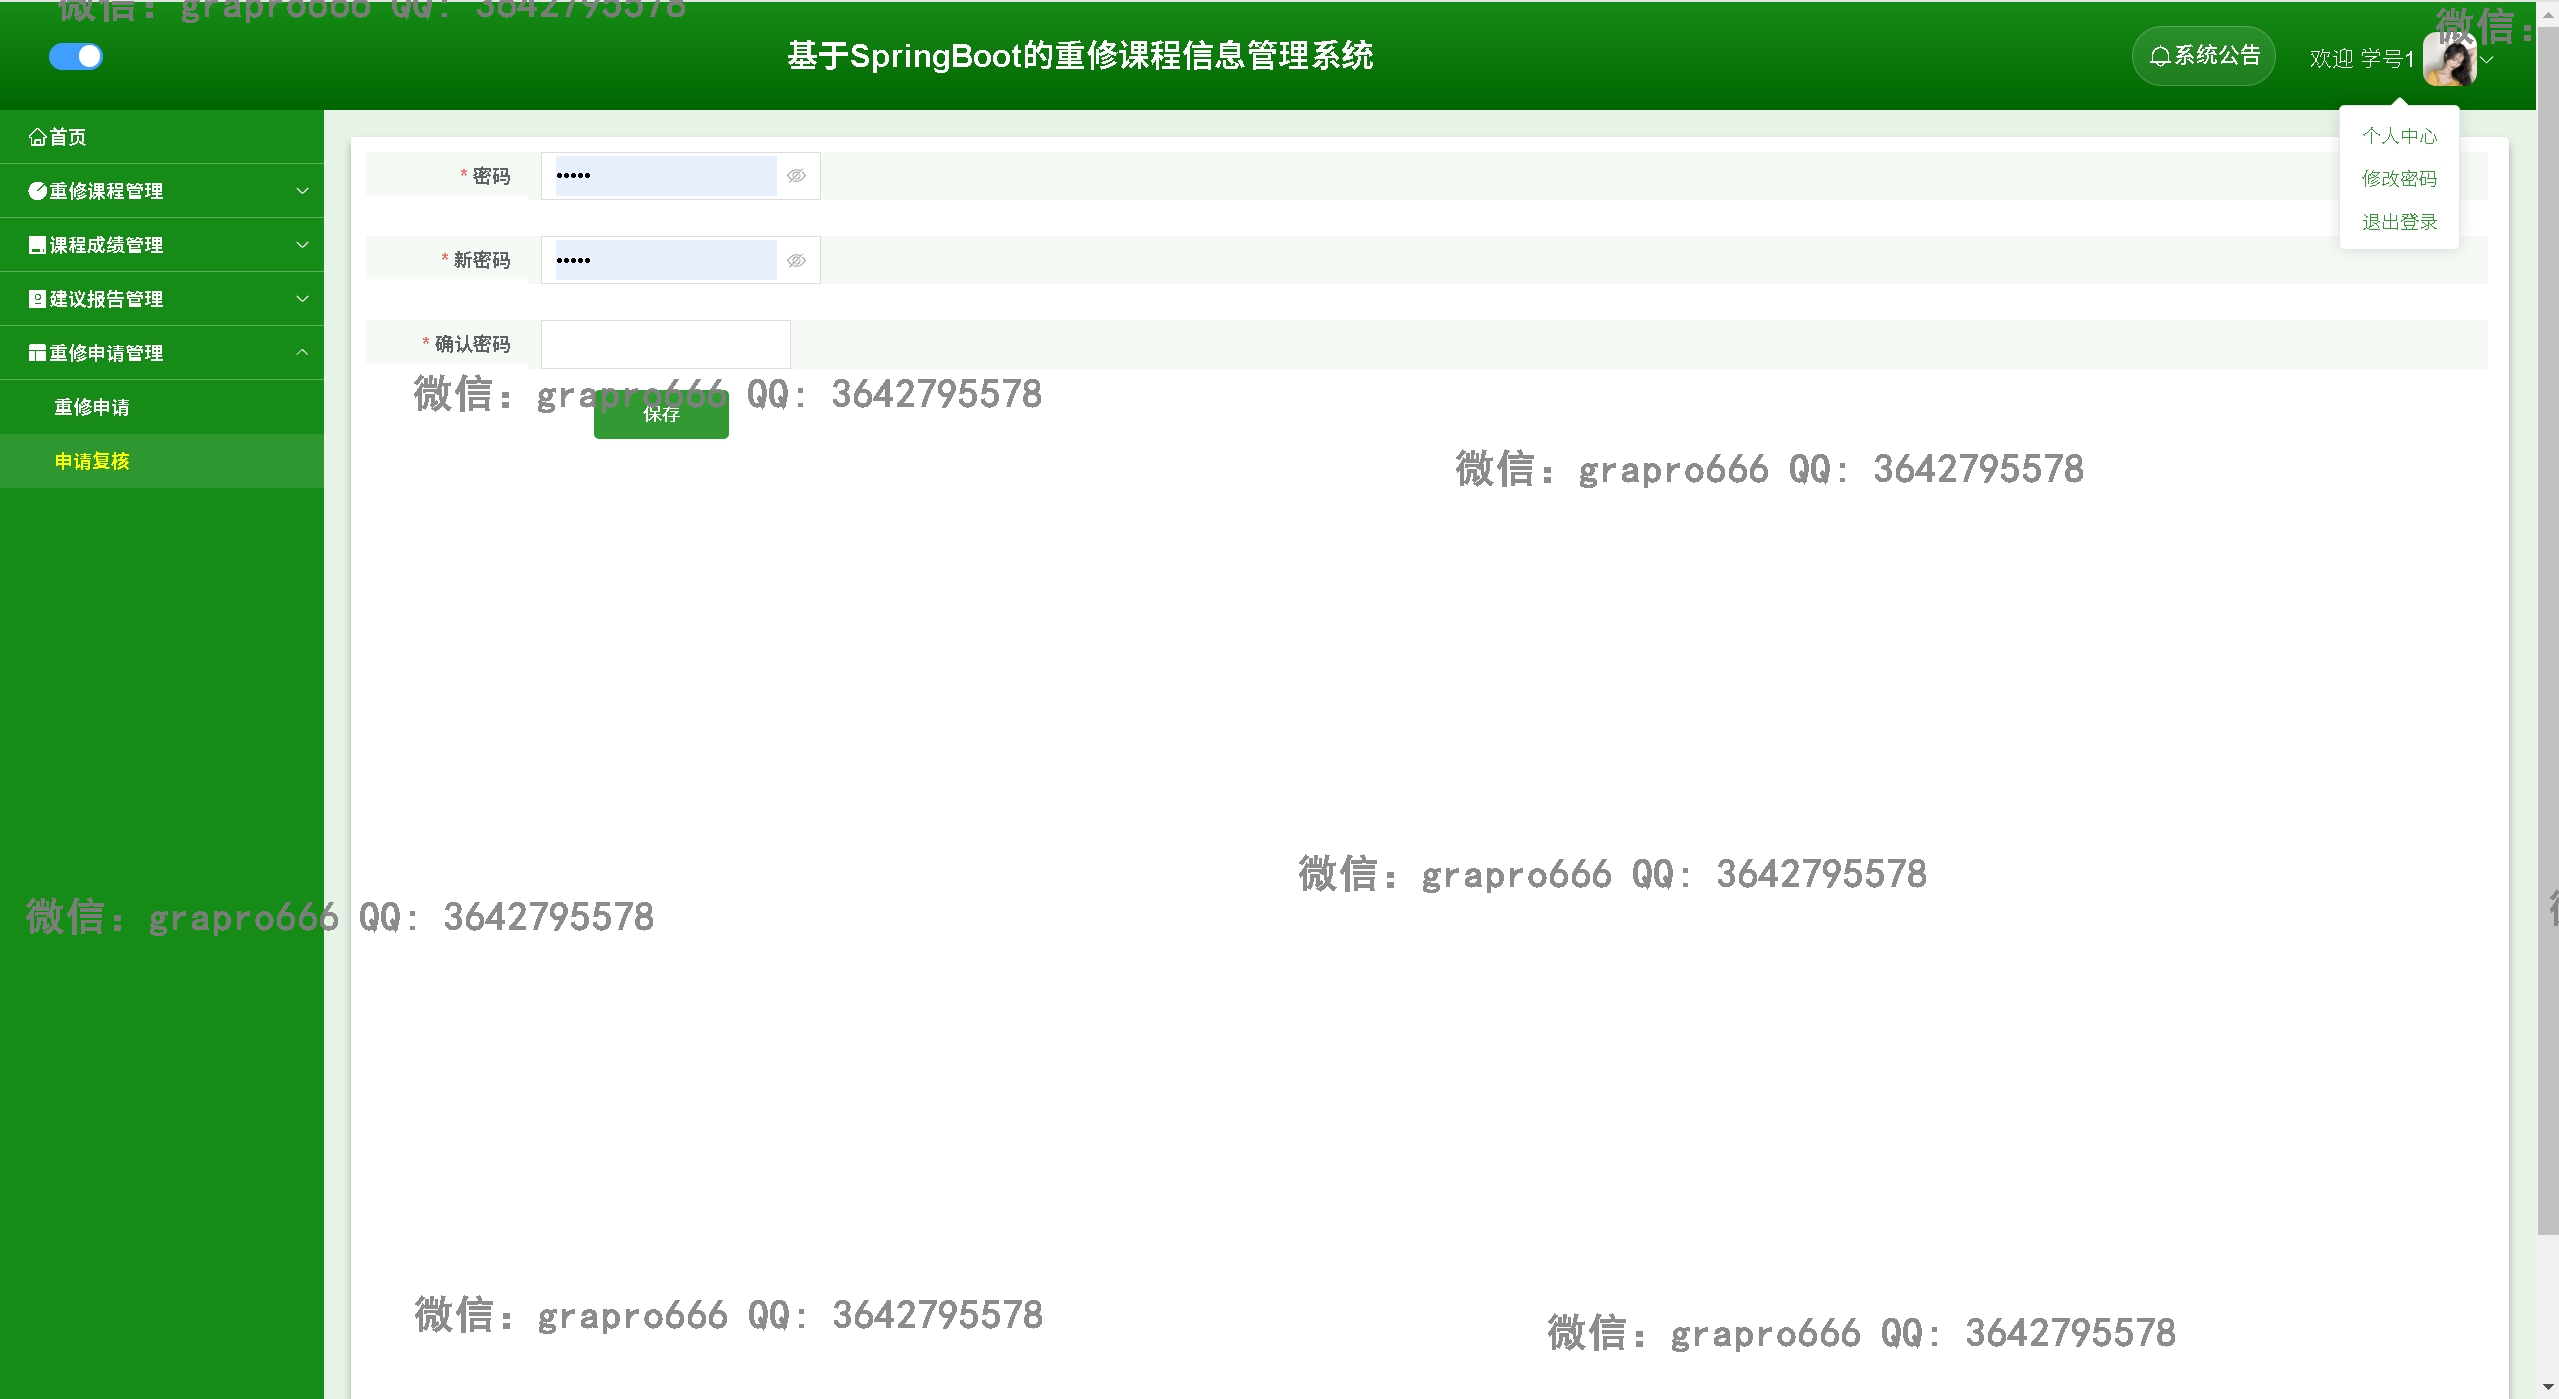 微信: grapro666 QQ: 3642795578
基于SpringBoot的重修课程信息管理系统
系统公告
欢迎 学号1
微信:
个人中心
修改密码
退出登录
首页
重修课程管理
课程成绩管理
建议报告管理
重修申请管理
重修申请
申请复核
* 密码
•••••
* 新密码
•••••
* 确认密码
保存
微信: grapro666 QQ: 3642795578
微信: grapro666 QQ: 3642795578
微信: grapro666 QQ: 3642795578
微信: grapro666 QQ: 3642795578
微信: grapro666 QQ: 3642795578
微信: grapro666 QQ: 3642795578